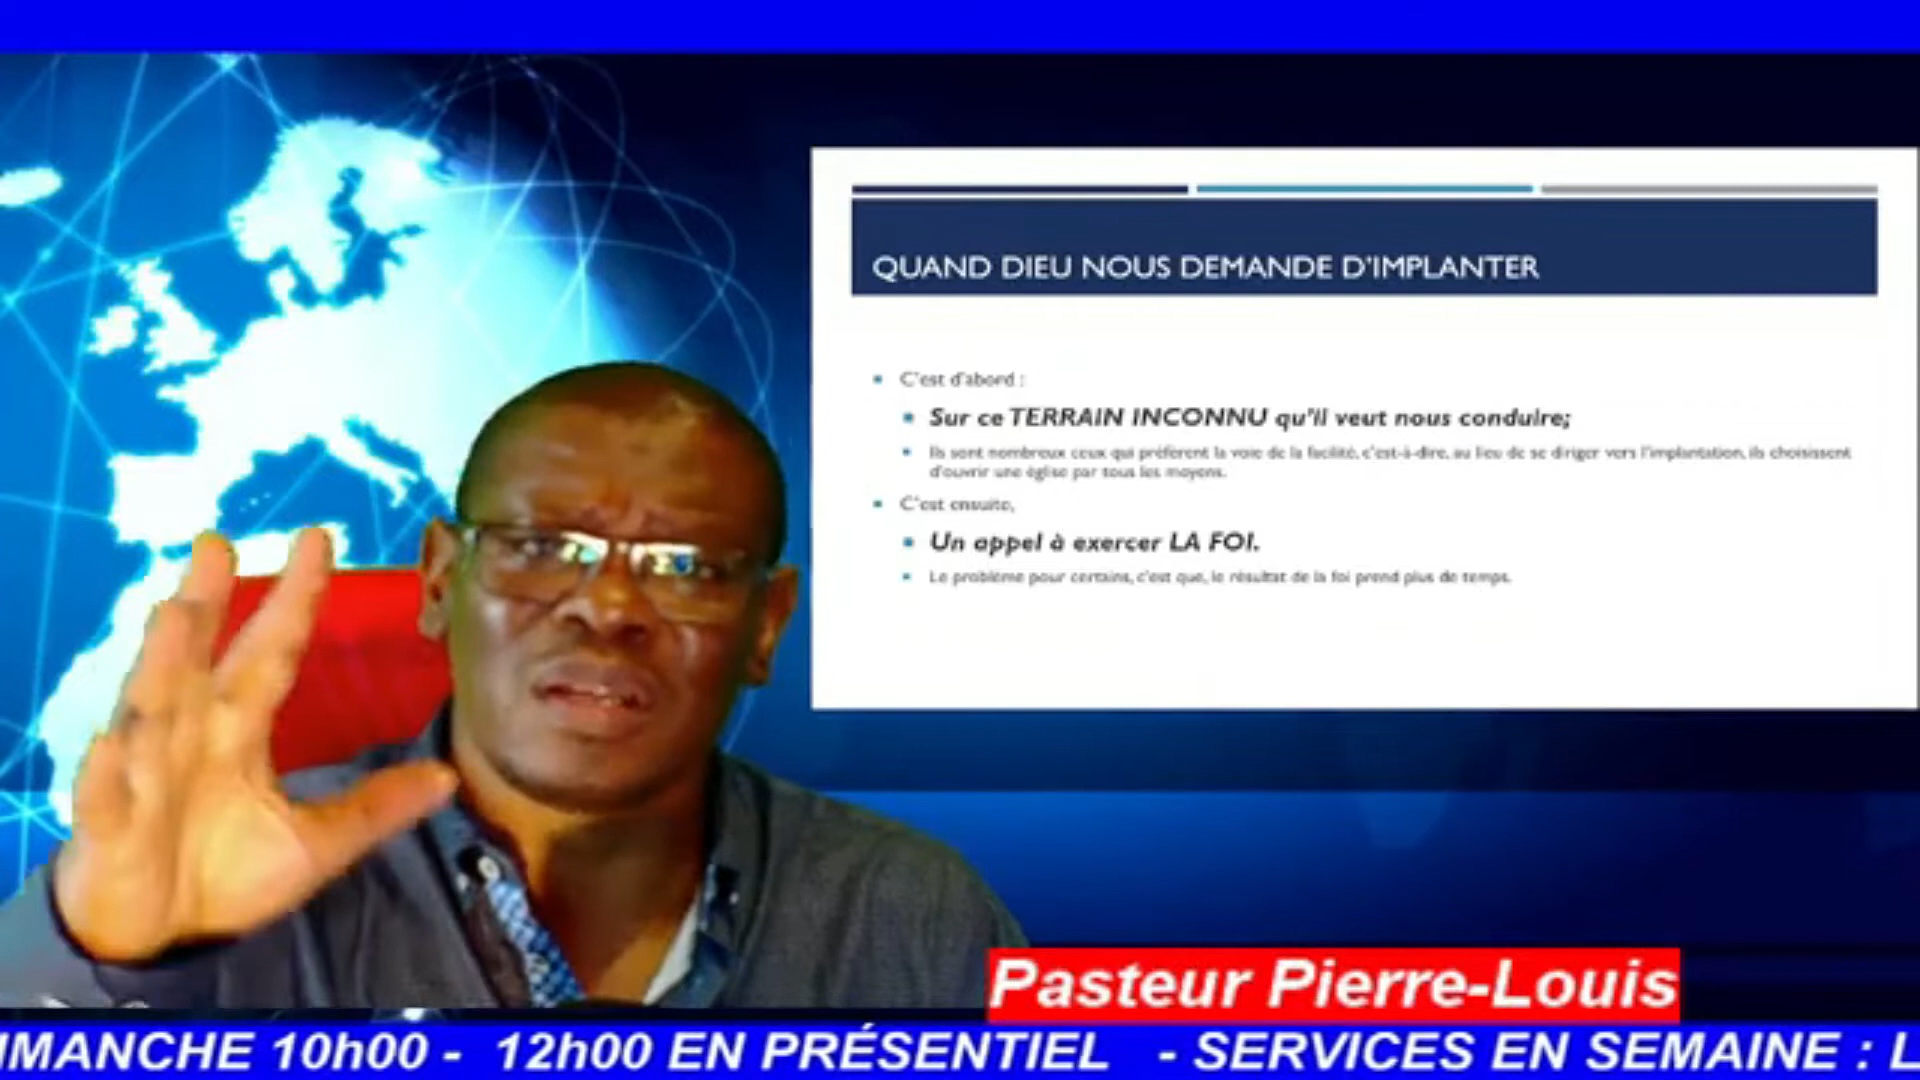 QUAND DIEU NOUS DEMANDE D'IMPLANTER
C'est d'abord :
Sur ce TERRAIN INCONNU qu'il veut nous conduire;
Ils sont nombreux ceux qui préfèrent la voie de la facilité, c'est-à-dire, au lieu de se diriger vers l'implantation, ils choisissent
d'ouvrir une église par tous les moyens.
C'est ensuite,
Un appel à exercer LA FOI.
Le problème pour certains, c'est que, le résultat de la foi prend plus de temps.
Pasteur Pierre-Louis
IMANCHE 10h00 - 12h00 EN PRÉSENTIEL - SERVICES EN SEMAINE : L